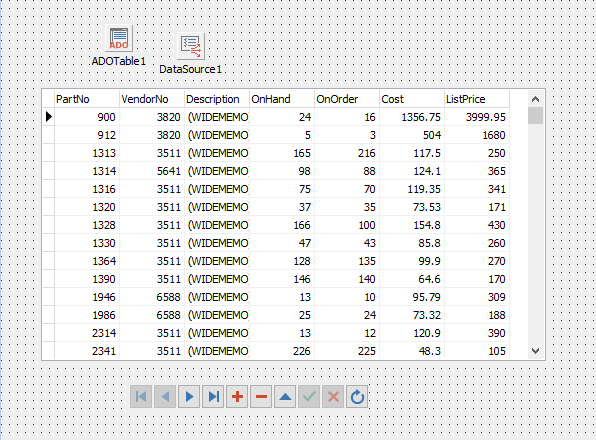 ADO
ADOTable1
DataSource1
PartNo VendorNo Description OnHand OnOrder Cost ListPrice
900 3820 (WIDEMEMO 24 16 1356.75 3999.95
912 3820 (WIDEMEMO 5 3 504 1680
1313 3511 (WIDEMEMO 165 216 117.5 250
1314 5641 (WIDEMEMO 98 88 124.1 365
1316 3511 (WIDEMEMO 75 70 119.35 341
1320 3511 (WIDEMEMO 37 35 73.53 171
1328 3511 (WIDEMEMO 166 100 154.8 430
1330 3511 (WIDEMEMO 47 43 85.8 260
1364 3511 (WIDEMEMO 128 135 99.9 270
1390 3511 (WIDEMEMO 146 140 64.6 170
1946 6588 (WIDEMEMO 13 10 95.79 309
1986 6588 (WIDEMEMO 25 24 73.32 188
2314 3511 (WIDEMEMO 13 12 120.9 390
2341 3511 (WIDEMEMO 226 225 48.3 105